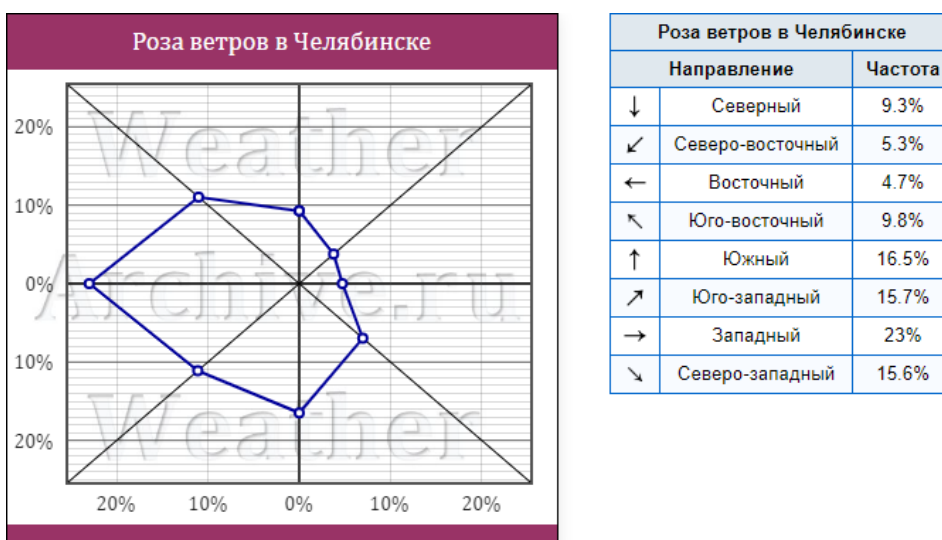 Роза ветров в Челябинске
20%
10%
0%
10%
20%
20% 10% 0% 10% 20%
Weather
Archive.ru
Weather
Роза ветров в Челябинске
Направление Частота
↓ Северный 9.3%
↙ Северо-восточный 5.3%
← Восточный 4.7%
↖ Юго-восточный 9.8%
↑ Южный 16.5%
↗ Юго-западный 15.7%
→ Западный 23%
↘ Северо-западный 15.6%